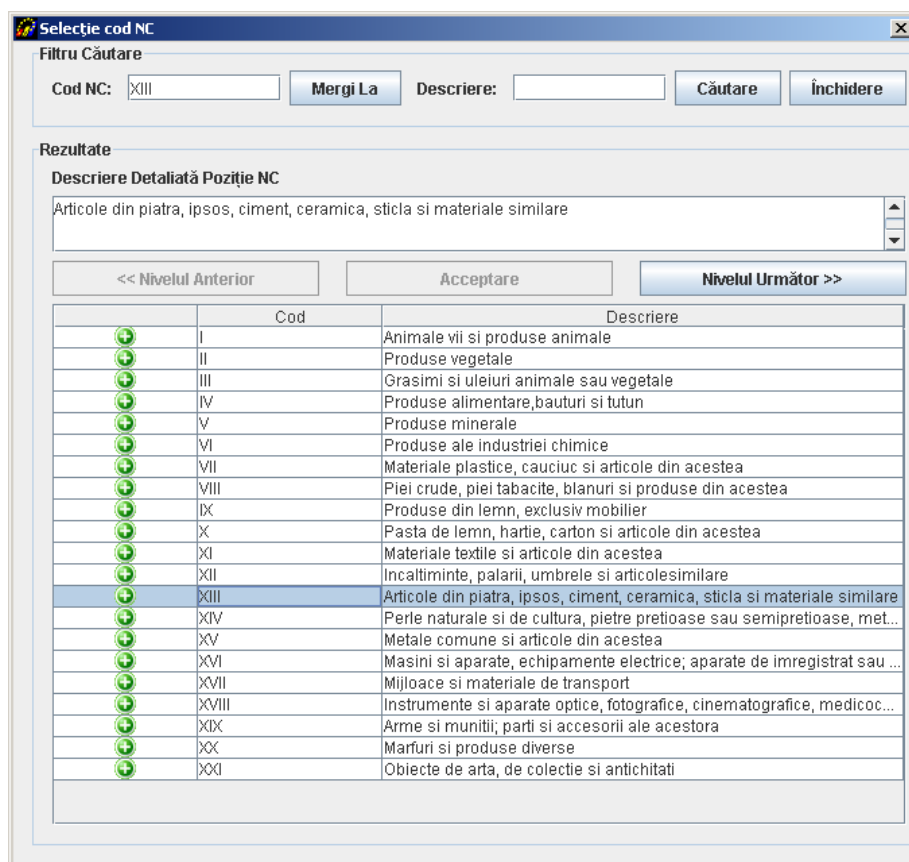 Selecție cod NC
Filtru Căutare
Cod NC: XIII Mergi La Descriere: Căutare Închidere
Rezultate
Descriere Detaliată Poziție NC
Articole din piatra, ipsos, ciment, ceramica, sticla si materiale similare
<< Nivelul Anterior Acceptare Nivelul Următor >>
Cod Descriere
I Animale vii si produse animale
II Produse vegetale
III Grasimi si uleiuri animale sau vegetale
IV Produse alimentare,bauturi si tutun
V Produse minerale
VI Produse ale industriei chimice
VII Materiale plastice, cauciuc si articole din acestea
VIII Piei crude, piei tabacite, blanuri si produse din acestea
IX Produse din lemn, exclusiv mobilier
X Pasta de lemn, hartie, carton si articole din acestea
XI Materiale textile si articole din acestea
XII Incaltiminte, palarii, umbrele si articolesimilare
XIII Articole din piatra, ipsos, ciment, ceramica, sticla si materiale similare
XIV Perle naturale si de cultura, pietre pretioase sau semipretioase, met...
XV Metale comune si articole din acestea
XVI Masini si aparate, echipamente electrice; aparate de imregistrat sau ...
XVII Mijloace si materiale de transport
XVIII Instrumente si aparate optice, fotografice, cinematografice, medicoc...
XIX Arme si munitii; parti si accesorii ale acestora
XX Marfuri si produse diverse
XXI Obiecte de arta, de colectie si antichitati